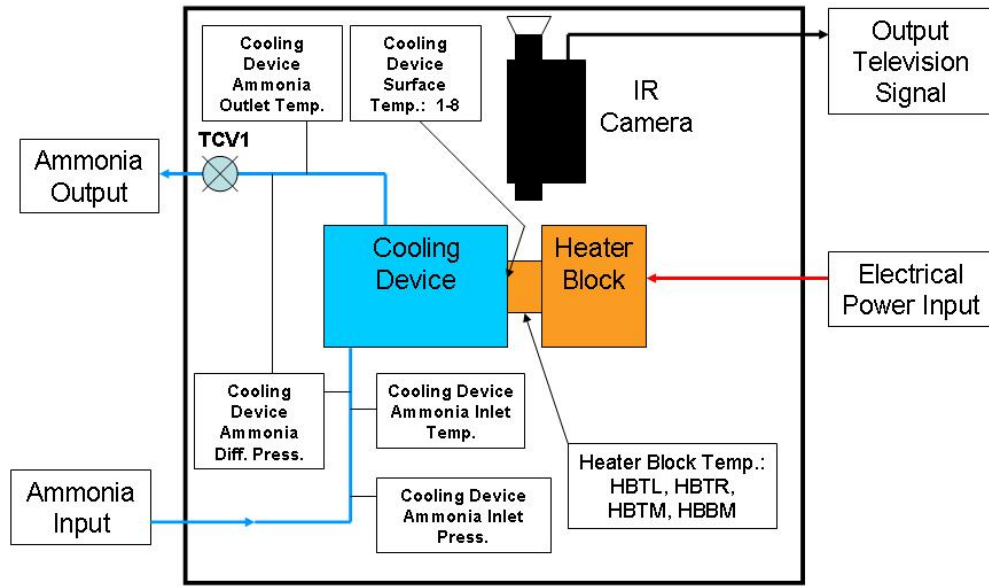 Cooling
Device
Ammonia
Outlet Temp.
Cooling
Device
Surface
Temp.: 1-8
IR
Camera
Output
Television
Signal
TCV1
Ammonia
Output
Cooling
Device
Heater
Block
Electrical
Power Input
Cooling
Device
Ammonia
Diff. Press.
Cooling Device
Ammonia Inlet
Temp.
Heater Block Temp.:
HBTL, HBTR,
HBTM, HBBM
Ammonia
Input
Cooling Device
Ammonia Inlet
Press.